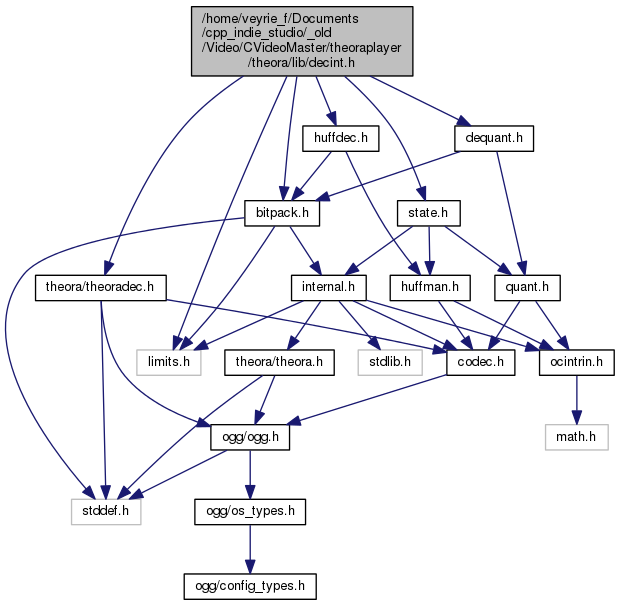 /home/veyrie_f/Documents
/cpp_indie_studio/_old
/Video/CVideoMaster/theoraplayer
/theora/lib/decint.h
huffdec.h
dequant.h
bitpack.h
state.h
theora/theoradec.h
internal.h
huffman.h
quant.h
limits.h
theora/theora.h
stdlib.h
codec.h
ocintrin.h
ogg/ogg.h
math.h
stddef.h
ogg/os_types.h
ogg/config_types.h